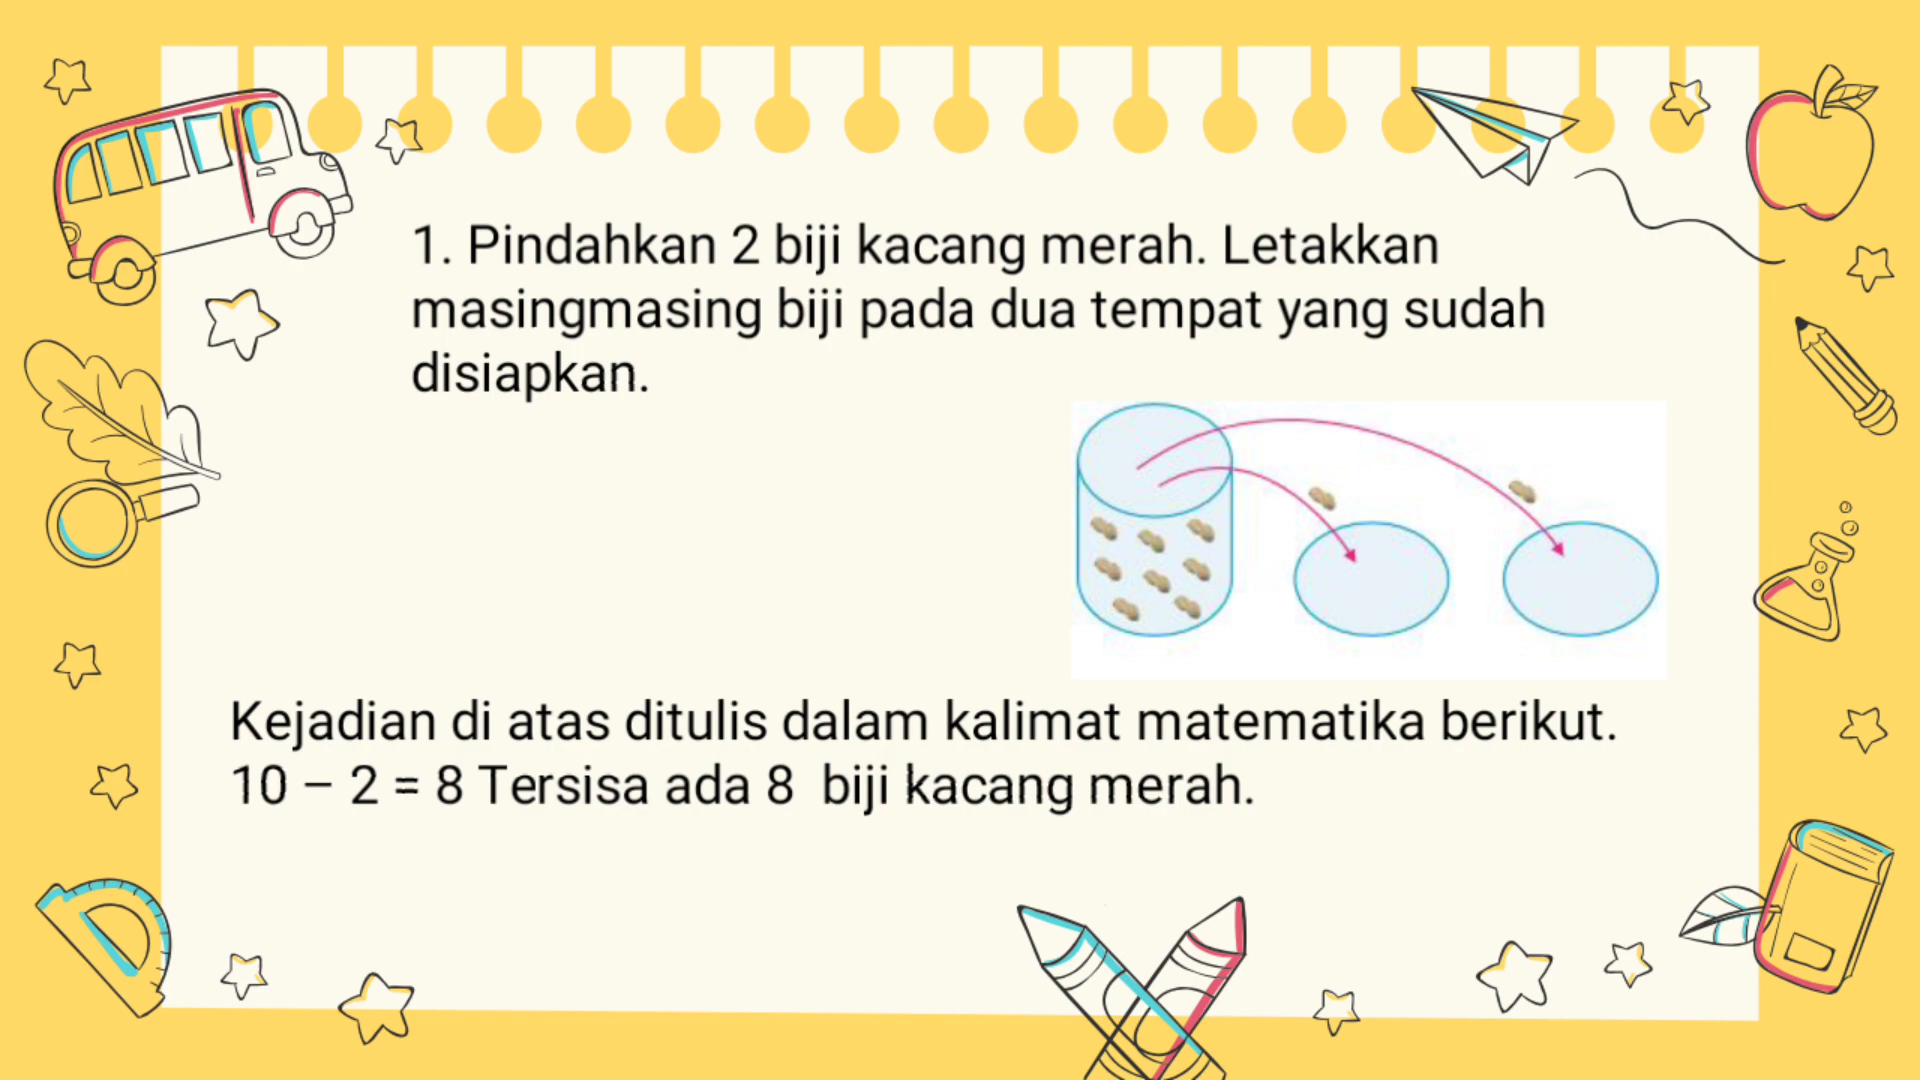 1. Pindahkan 2 biji kacang merah. Letakkan
masingmasing biji pada dua tempat yang sudah
disiapkan.
Kejadian di atas ditulis dalam kalimat matematika berikut.
10 – 2 = 8 Tersisa ada 8  biji kacang merah.